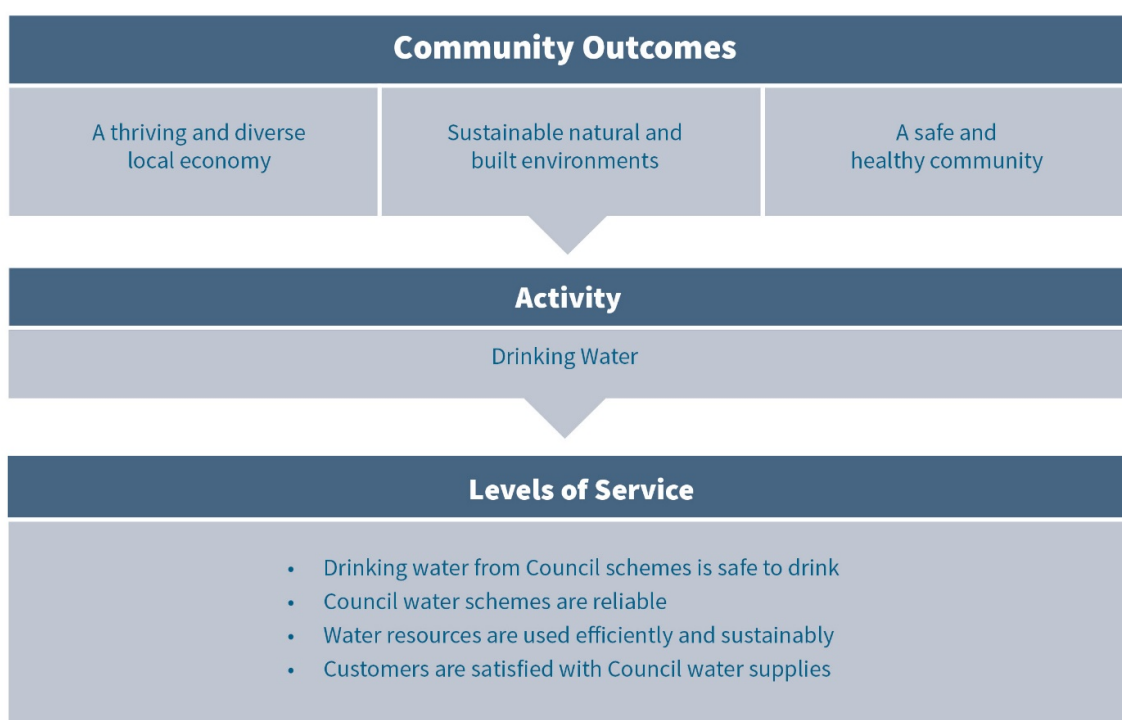 Community Outcomes
A thriving and diverse
local economy
Sustainable natural and
built environments
A safe and
healthy community
Activity
Drinking Water
Levels of Service
• Drinking water from Council schemes is safe to drink
• Council water schemes are reliable
• Water resources are used efficiently and sustainably
• Customers are satisfied with Council water supplies